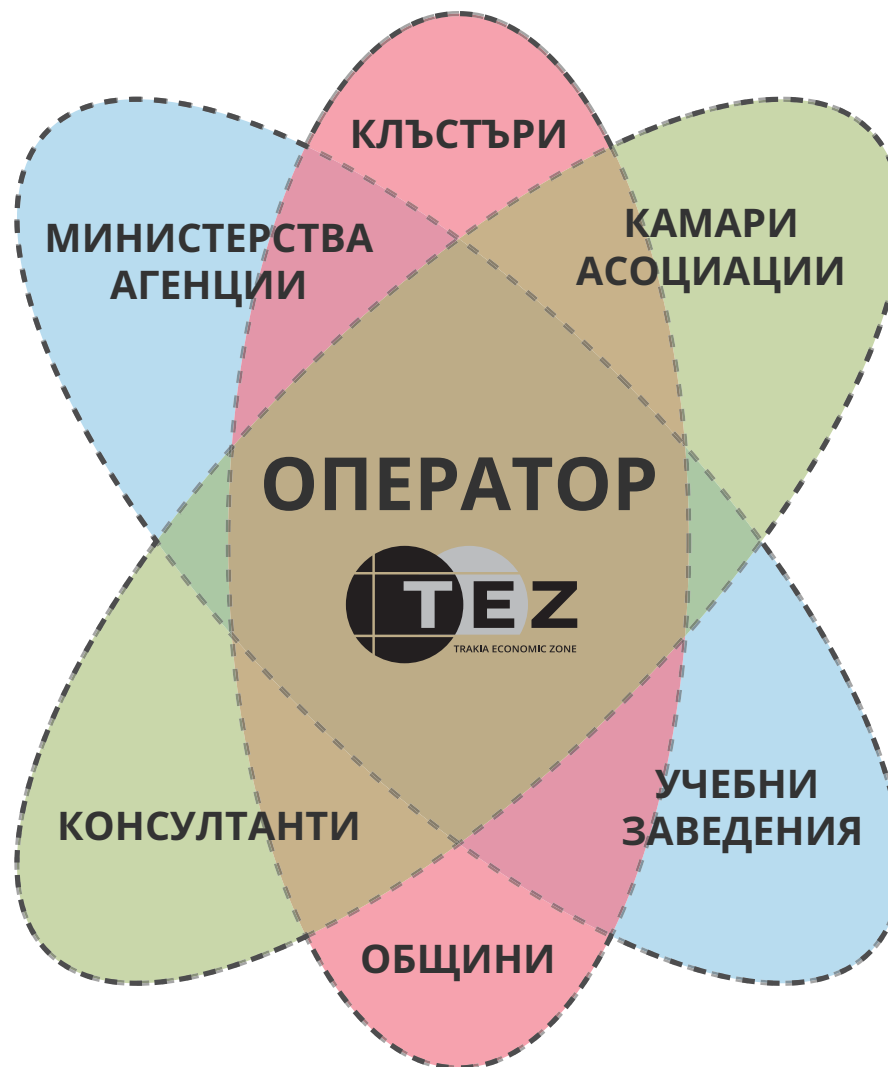 КЛЪСТЪРИ
МИНИСТЕРСТВА
АГЕНЦИИ
КАМАРИ
АСОЦИАЦИИ
ОПЕРАТОР
TEZ
TRAKIA ECONOMIC ZONE
КОНСУЛТАНТИ
УЧЕБНИ
ЗАВЕДЕНИЯ
ОБЩИНИ